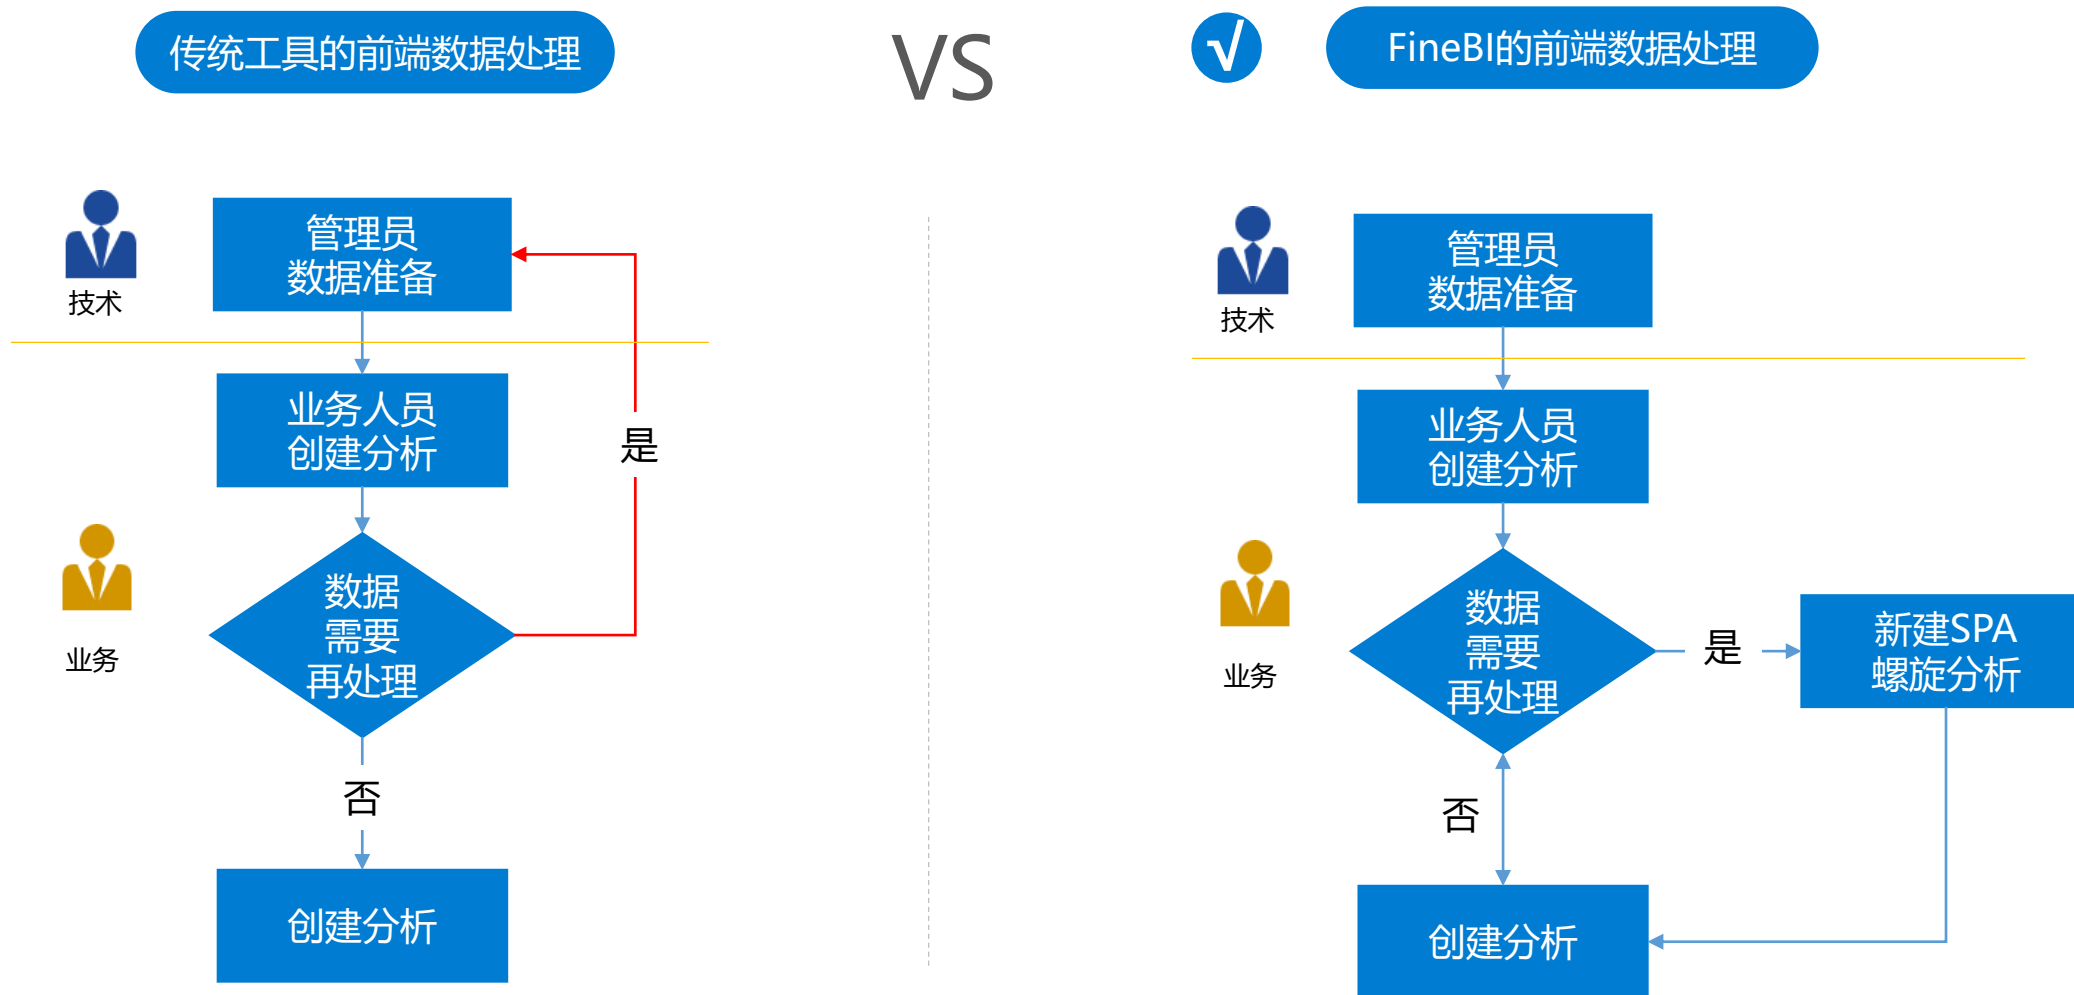 传统工具的前端数据处理
VS
√
FineBI的前端数据处理
技术
管理员
数据准备
业务人员
创建分析
是
业务
数据
需要
再处理
否
创建分析
技术
管理员
数据准备
业务人员
创建分析
业务
数据
需要
再处理
是
新建SPA
螺旋分析
否
创建分析